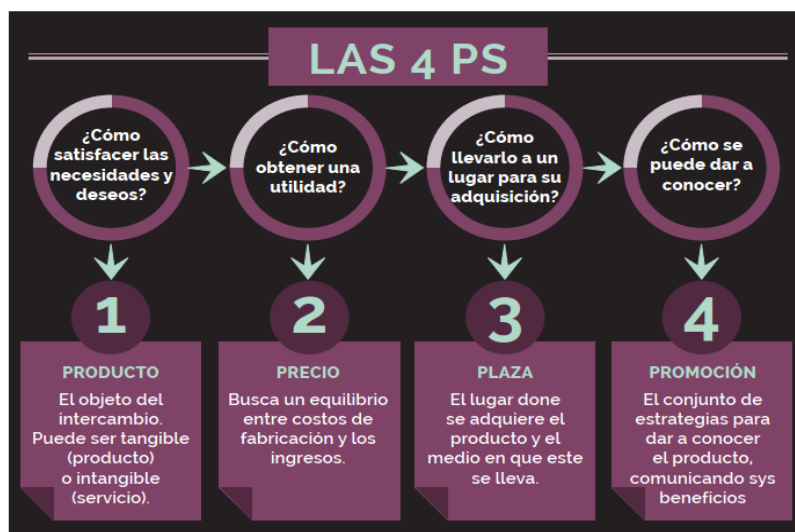 LAS 4 PS
¿Cómo
satisfacer las
necesidades y
deseos?
¿Cómo
obtener una
utilidad?
¿Cómo
llevarlo a un
lugar para su
adquisición?
¿Cómo se
puede dar a
conocer?
1
PRODUCTO
El objeto del
intercambio.
Puede ser tangible
(producto)
o intangible
(servicio).
2
PRECIO
Busca un equilibrio
entre costos de
fabricación y los
ingresos.
3
PLAZA
El lugar done
se adquiere el
producto y el
medio en que este
se lleva.
4
PROMOCIÓN
El conjunto de
estrategias para
dar a conocer
el producto,
comunicando sys
beneficios